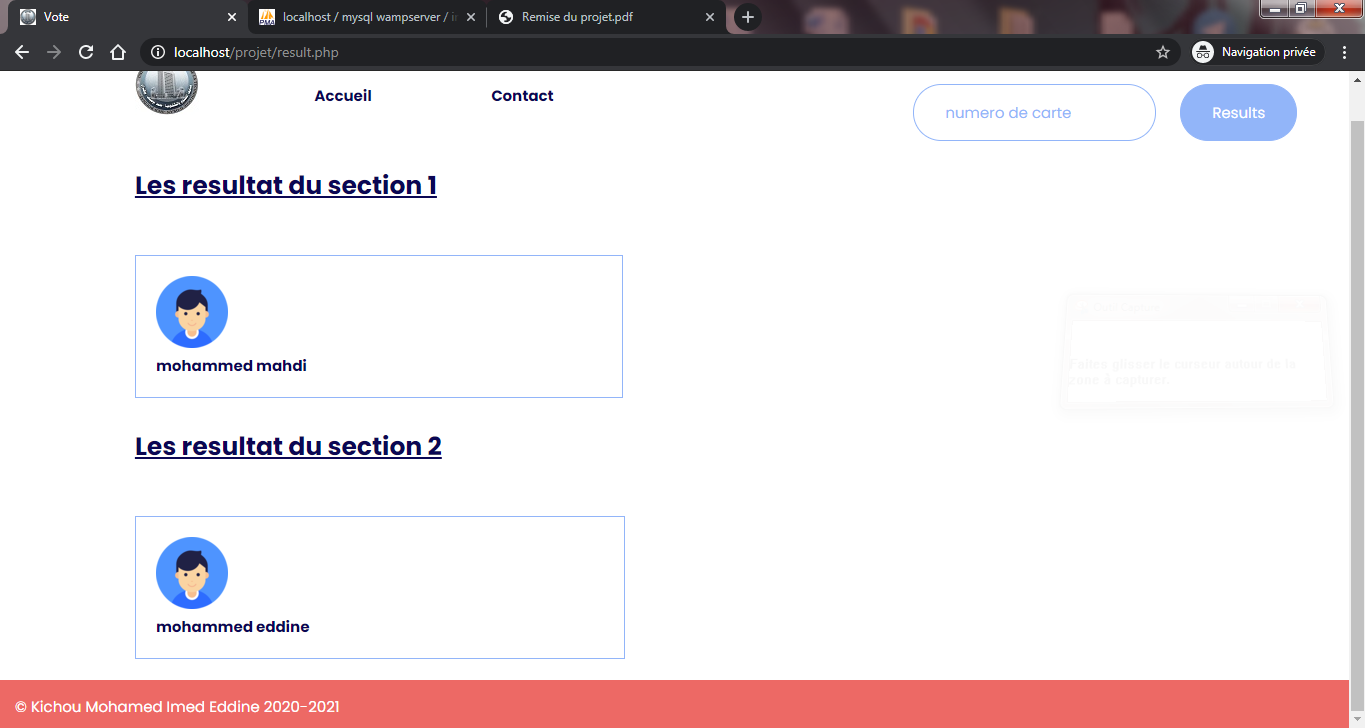 Vote
localhost / mysql wampserver / i
Remise du projet.pdf
localhost/projet/result.php
Navigation privée
Accueil
Contact
numero de carte
Results
Les resultat du section 1
mohammed mahdi
Les resultat du section 2
mohammed eddine
Faites glisser le curseur autour de la
zone à capturer.
© Kichou Mohamed Imed Eddine 2020-2021